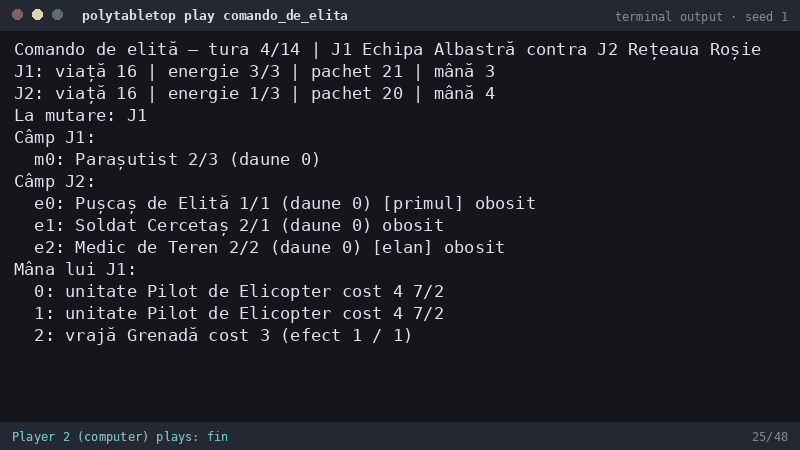 polytabletop play comando_de_elita
terminal output · seed 1
Comando de elită — tura 4/14 | J1 Echipa Albastră contra J2 Rețeaua Roșie
J1: viață 16 | energie 3/3 | pachet 21 | mână 3
J2: viață 16 | energie 1/3 | pachet 20 | mână 4
La mutare: J1
Câmp J1:
m0: Parașutist 2/3 (daune 0)
Câmp J2:
e0: Pușcaș de Elită 1/1 (daune 0) [primul] obosit
e1: Soldat Cercetaș 2/1 (daune 0) obosit
e2: Medic de Teren 2/2 (daune 0) [elan] obosit
Mâna lui J1:
0: unitate Pilot de Elicopter cost 4 7/2
1: unitate Pilot de Elicopter cost 4 7/2
2: vrajă Grenadă cost 3 (efect 1 / 1)
Player 2 (computer) plays: fin
25/48